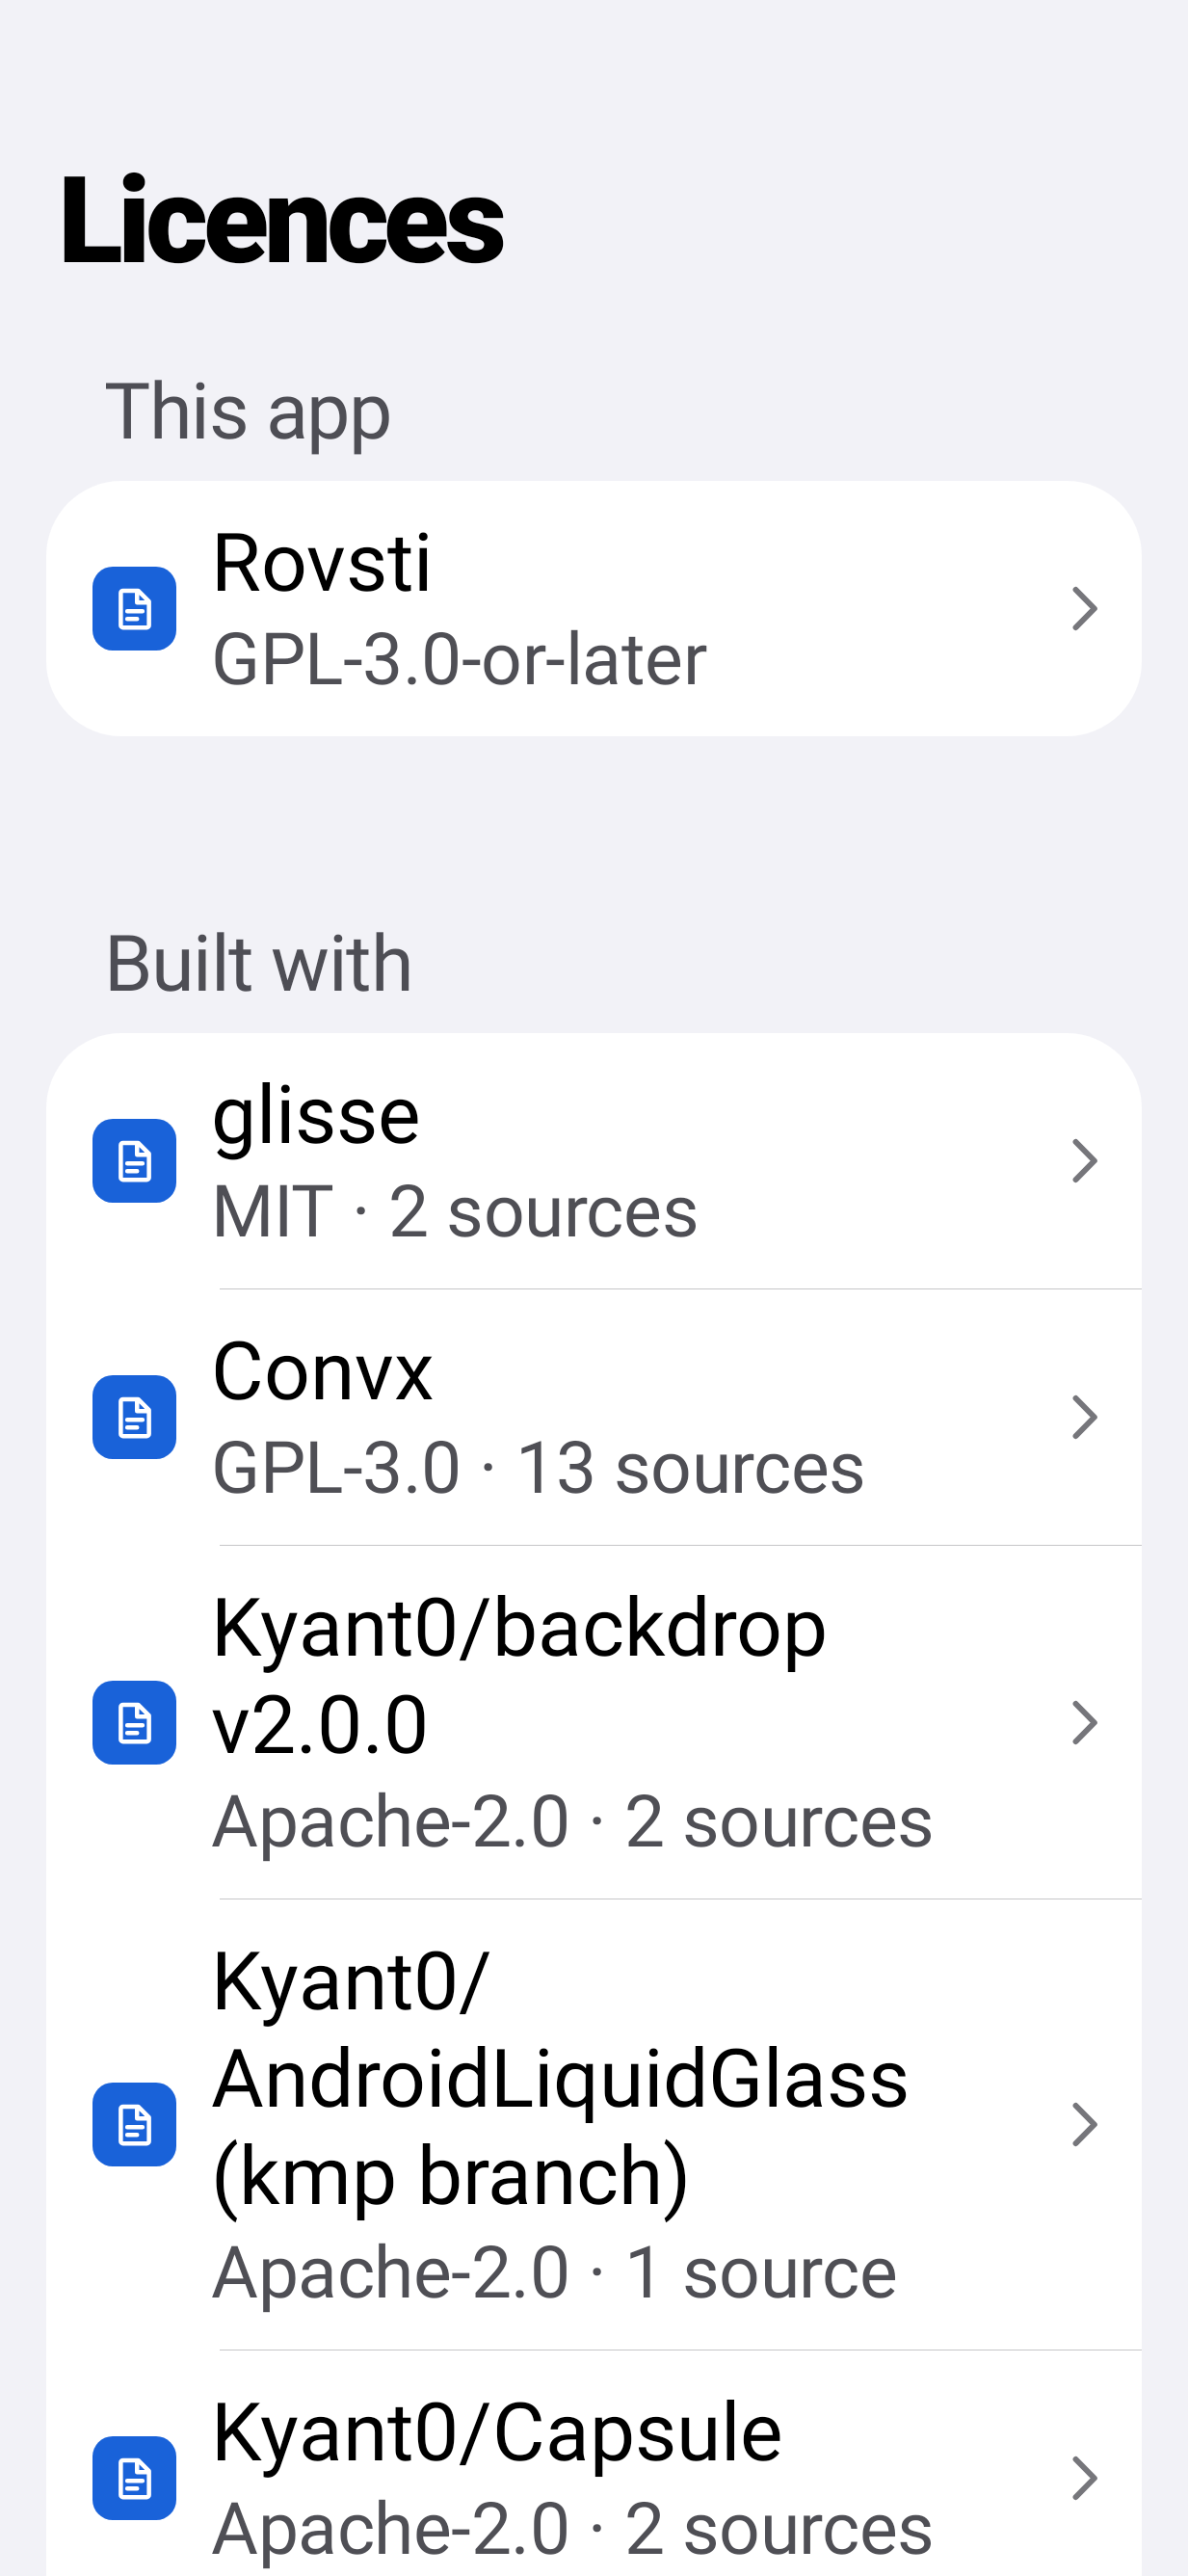 Licences
This app
Rovsti
GPL-3.0-or-later
Built with
glisse
MIT · 2 sources
Convx
GPL-3.0 · 13 sources
Kyant0/backdrop
v2.0.0
Apache-2.0 · 2 sources
Kyant0/
AndroidLiquidGlass
(kmp branch)
Apache-2.0 · 1 source
Kyant0/Capsule
Apache-2.0 · 2 sources